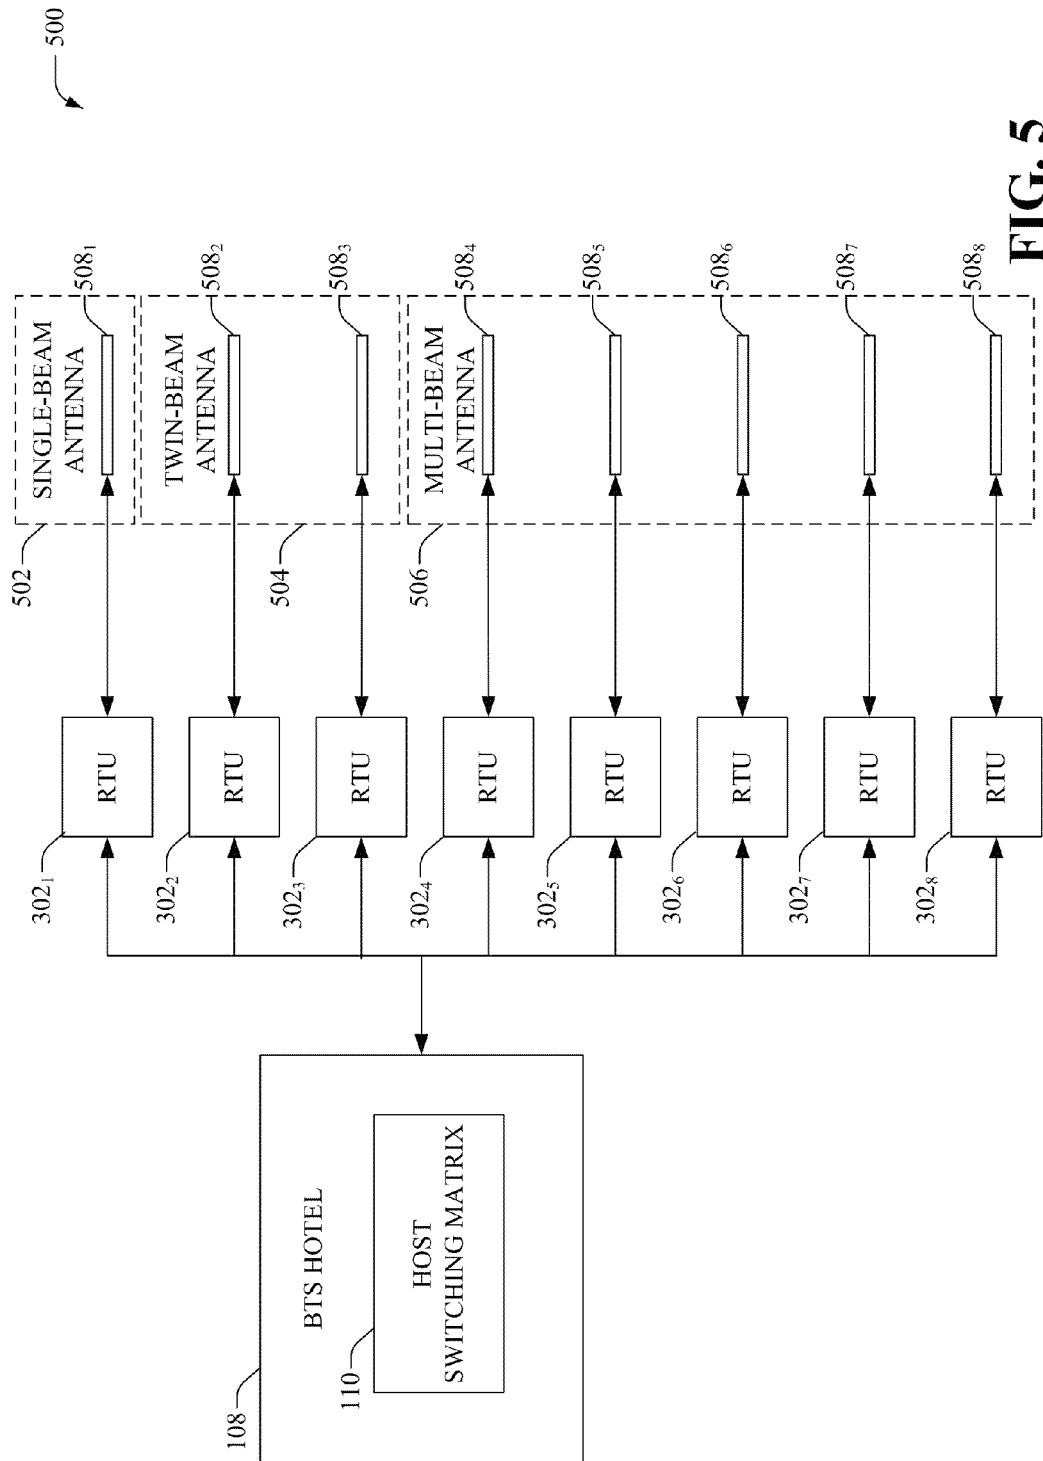 500
SINGLE-BEAM
ANTENNA
TWIN-BEAM
ANTENNA
MULTI-BEAM
ANTENNA
508₁
508₂
508₃
508₄
508₅
508₆
508₇
508₈
502
504
506
RTU
RTU
RTU
RTU
RTU
RTU
RTU
RTU
302₁
302₂
302₃
302₄
302₅
302₆
302₇
302₈
BTS HOTEL
HOST
SWITCHING MATRIX
108
110
FIG. 5